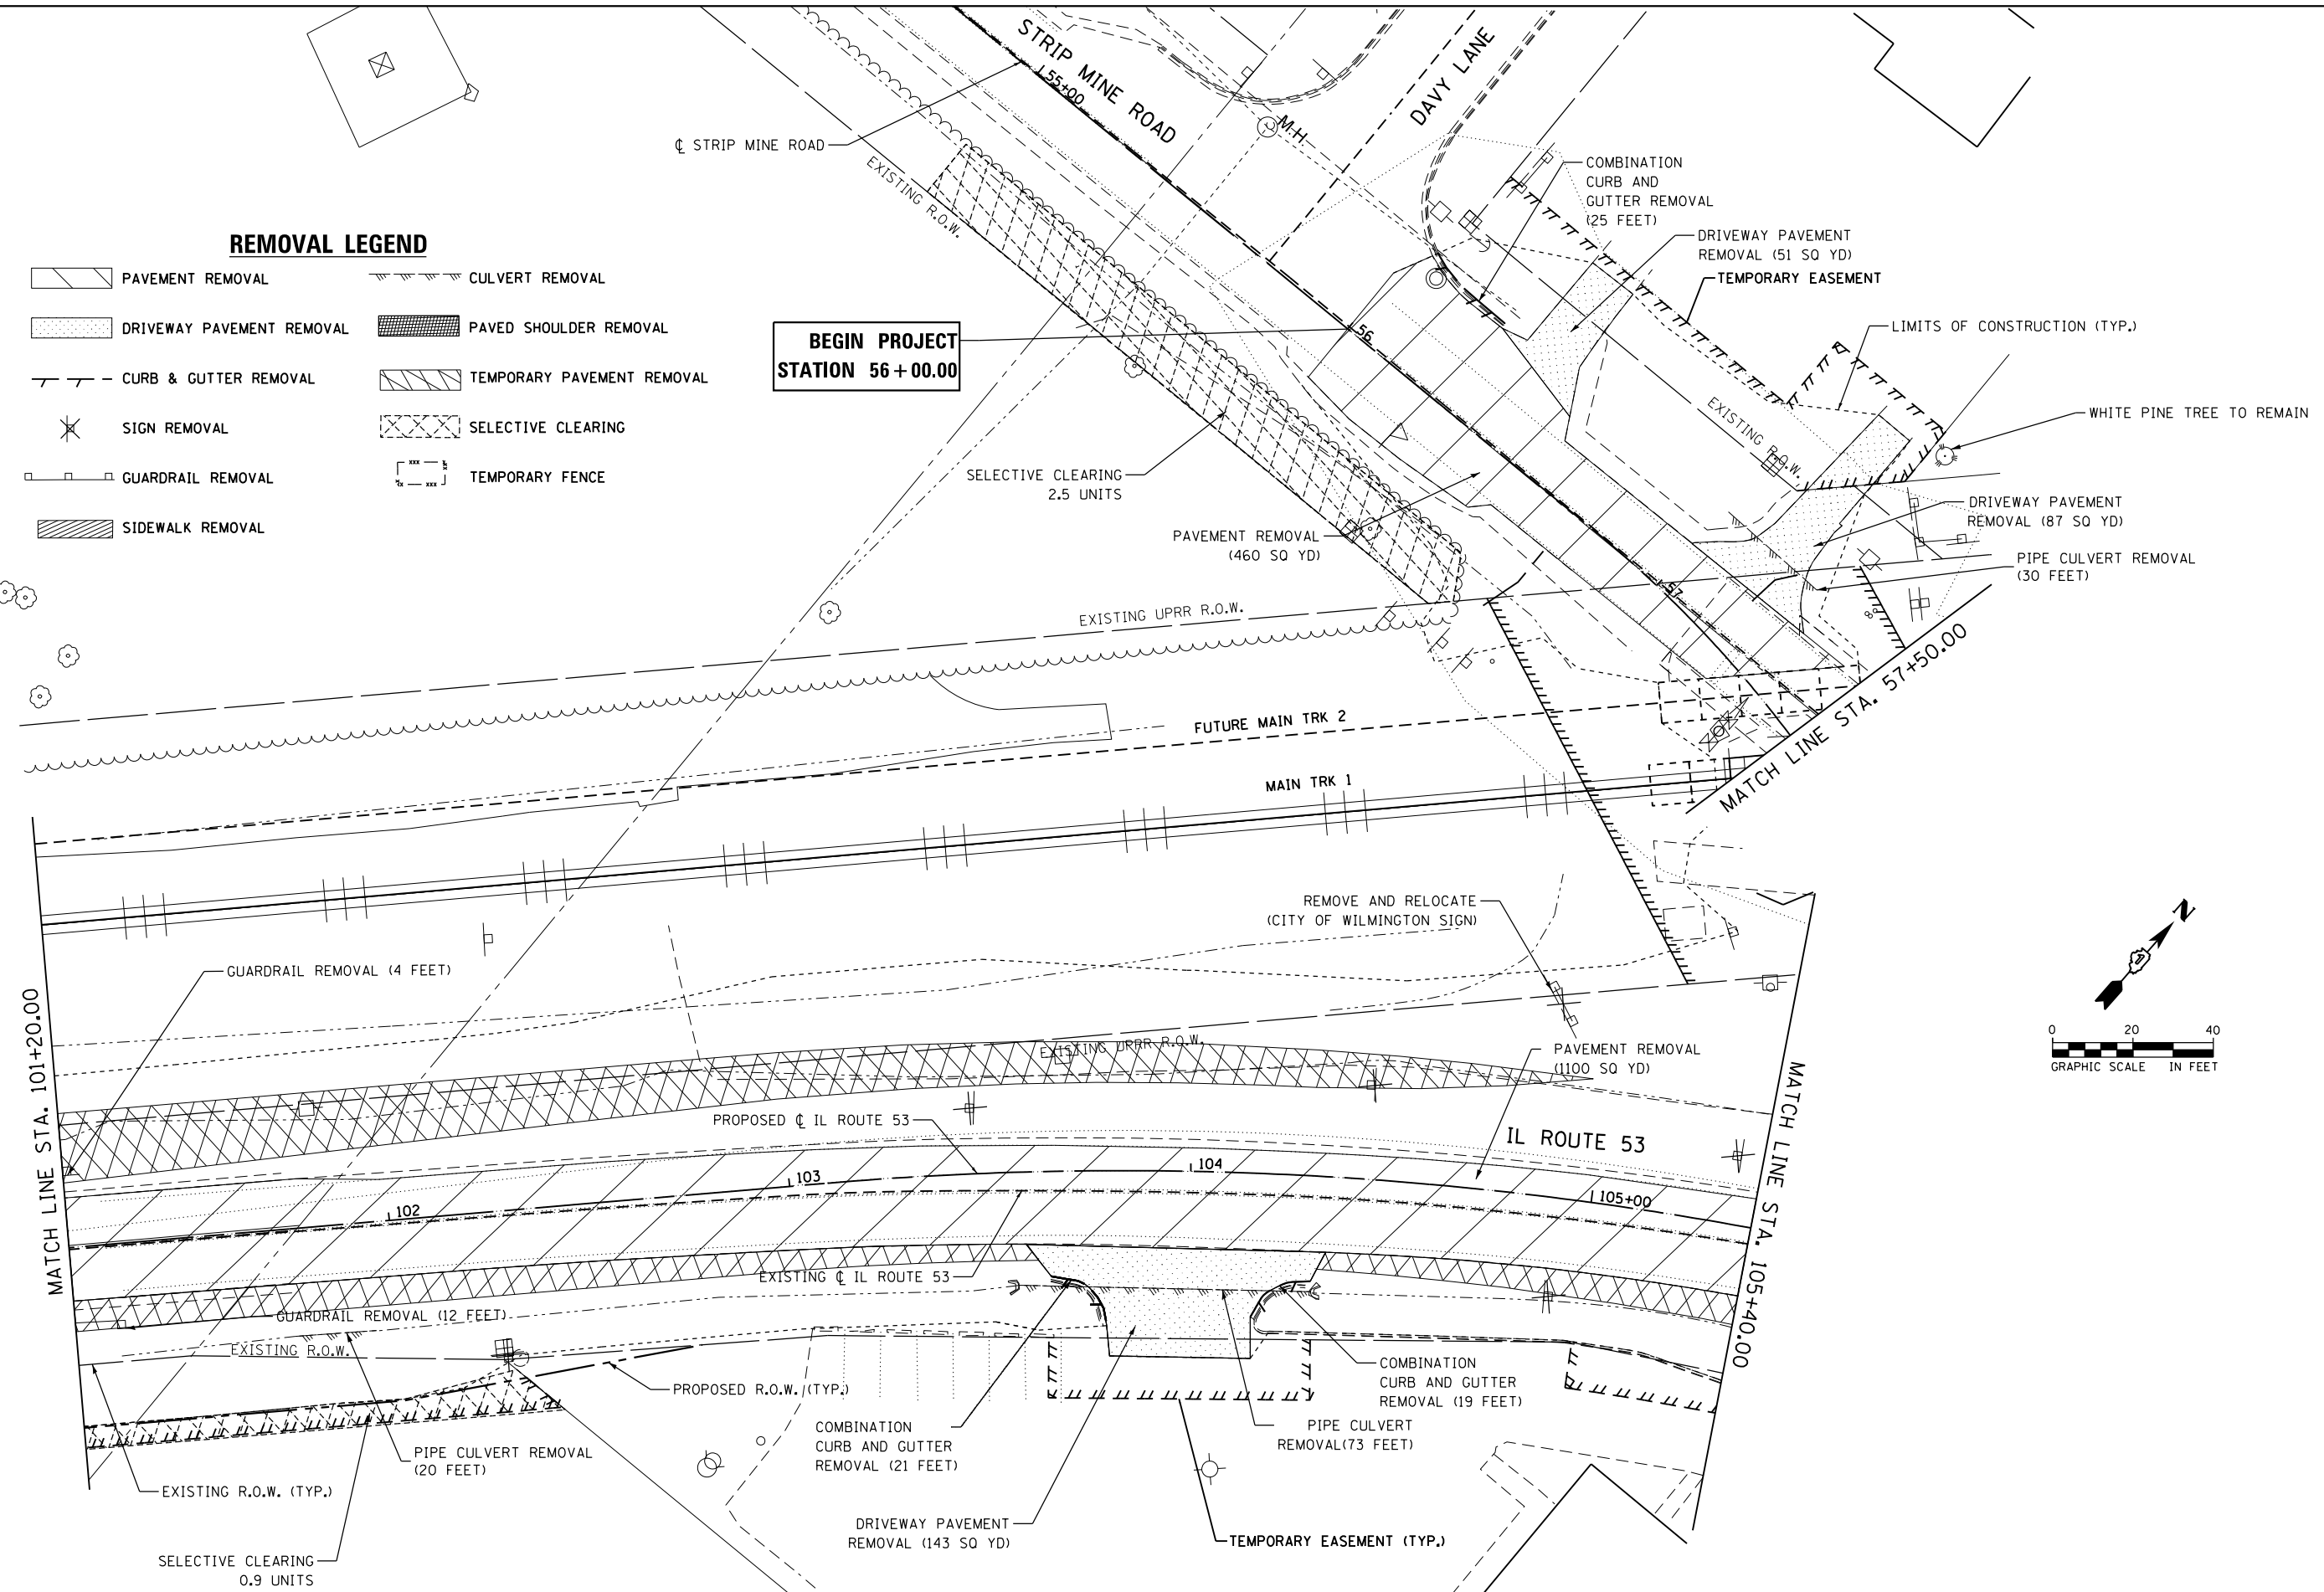 STRIP MINE ROAD
55+00
DAVY LANE
M.H.
℄ STRIP MINE ROAD
EXISTING R.O.W.
COMBINATION
CURB AND
GUTTER REMOVAL
(25 FEET)
DRIVEWAY PAVEMENT
REMOVAL (51 SQ YD)
TEMPORARY EASEMENT
REMOVAL LEGEND
PAVEMENT REMOVAL
CULVERT REMOVAL
DRIVEWAY PAVEMENT REMOVAL
PAVED SHOULDER REMOVAL
CURB & GUTTER REMOVAL
TEMPORARY PAVEMENT REMOVAL
SIGN REMOVAL
SELECTIVE CLEARING
GUARDRAIL REMOVAL
xxx
xxx
TEMPORARY FENCE
SIDEWALK REMOVAL
BEGIN PROJECT
STATION 56+00.00
56
LIMITS OF CONSTRUCTION (TYP.)
WHITE PINE TREE TO REMAIN
EXISTING R.O.W.
SELECTIVE CLEARING
2.5 UNITS
PAVEMENT REMOVAL
(460 SQ YD)
DRIVEWAY PAVEMENT
REMOVAL (87 SQ YD)
PIPE CULVERT REMOVAL
(30 FEET)
57
EXISTING UPRR R.O.W.
MATCH LINE STA. 57+50.00
FUTURE MAIN TRK 2
MAIN TRK 1
REMOVE AND RELOCATE
(CITY OF WILMINGTON SIGN)
N
0 20 40
GRAPHIC SCALE IN FEET
GUARDRAIL REMOVAL (4 FEET)
MATCH LINE STA. 101+20.00
EXISTING UPRR R.O.W.
PAVEMENT REMOVAL
(1100 SQ YD)
PROPOSED ℄ IL ROUTE 53
IL ROUTE 53
MATCH LINE STA. 105+40.00
102
103
104
105+00
EXISTING ℄ IL ROUTE 53
GUARDRAIL REMOVAL (12 FEET)
EXISTING R.O.W.
PROPOSED R.O.W. (TYP.)
COMBINATION
CURB AND GUTTER
REMOVAL (19 FEET)
COMBINATION
CURB AND GUTTER
REMOVAL (21 FEET)
PIPE CULVERT
REMOVAL(73 FEET)
PIPE CULVERT REMOVAL
(20 FEET)
EXISTING R.O.W. (TYP.)
DRIVEWAY PAVEMENT
REMOVAL (143 SQ YD)
TEMPORARY EASEMENT (TYP.)
SELECTIVE CLEARING
0.9 UNITS